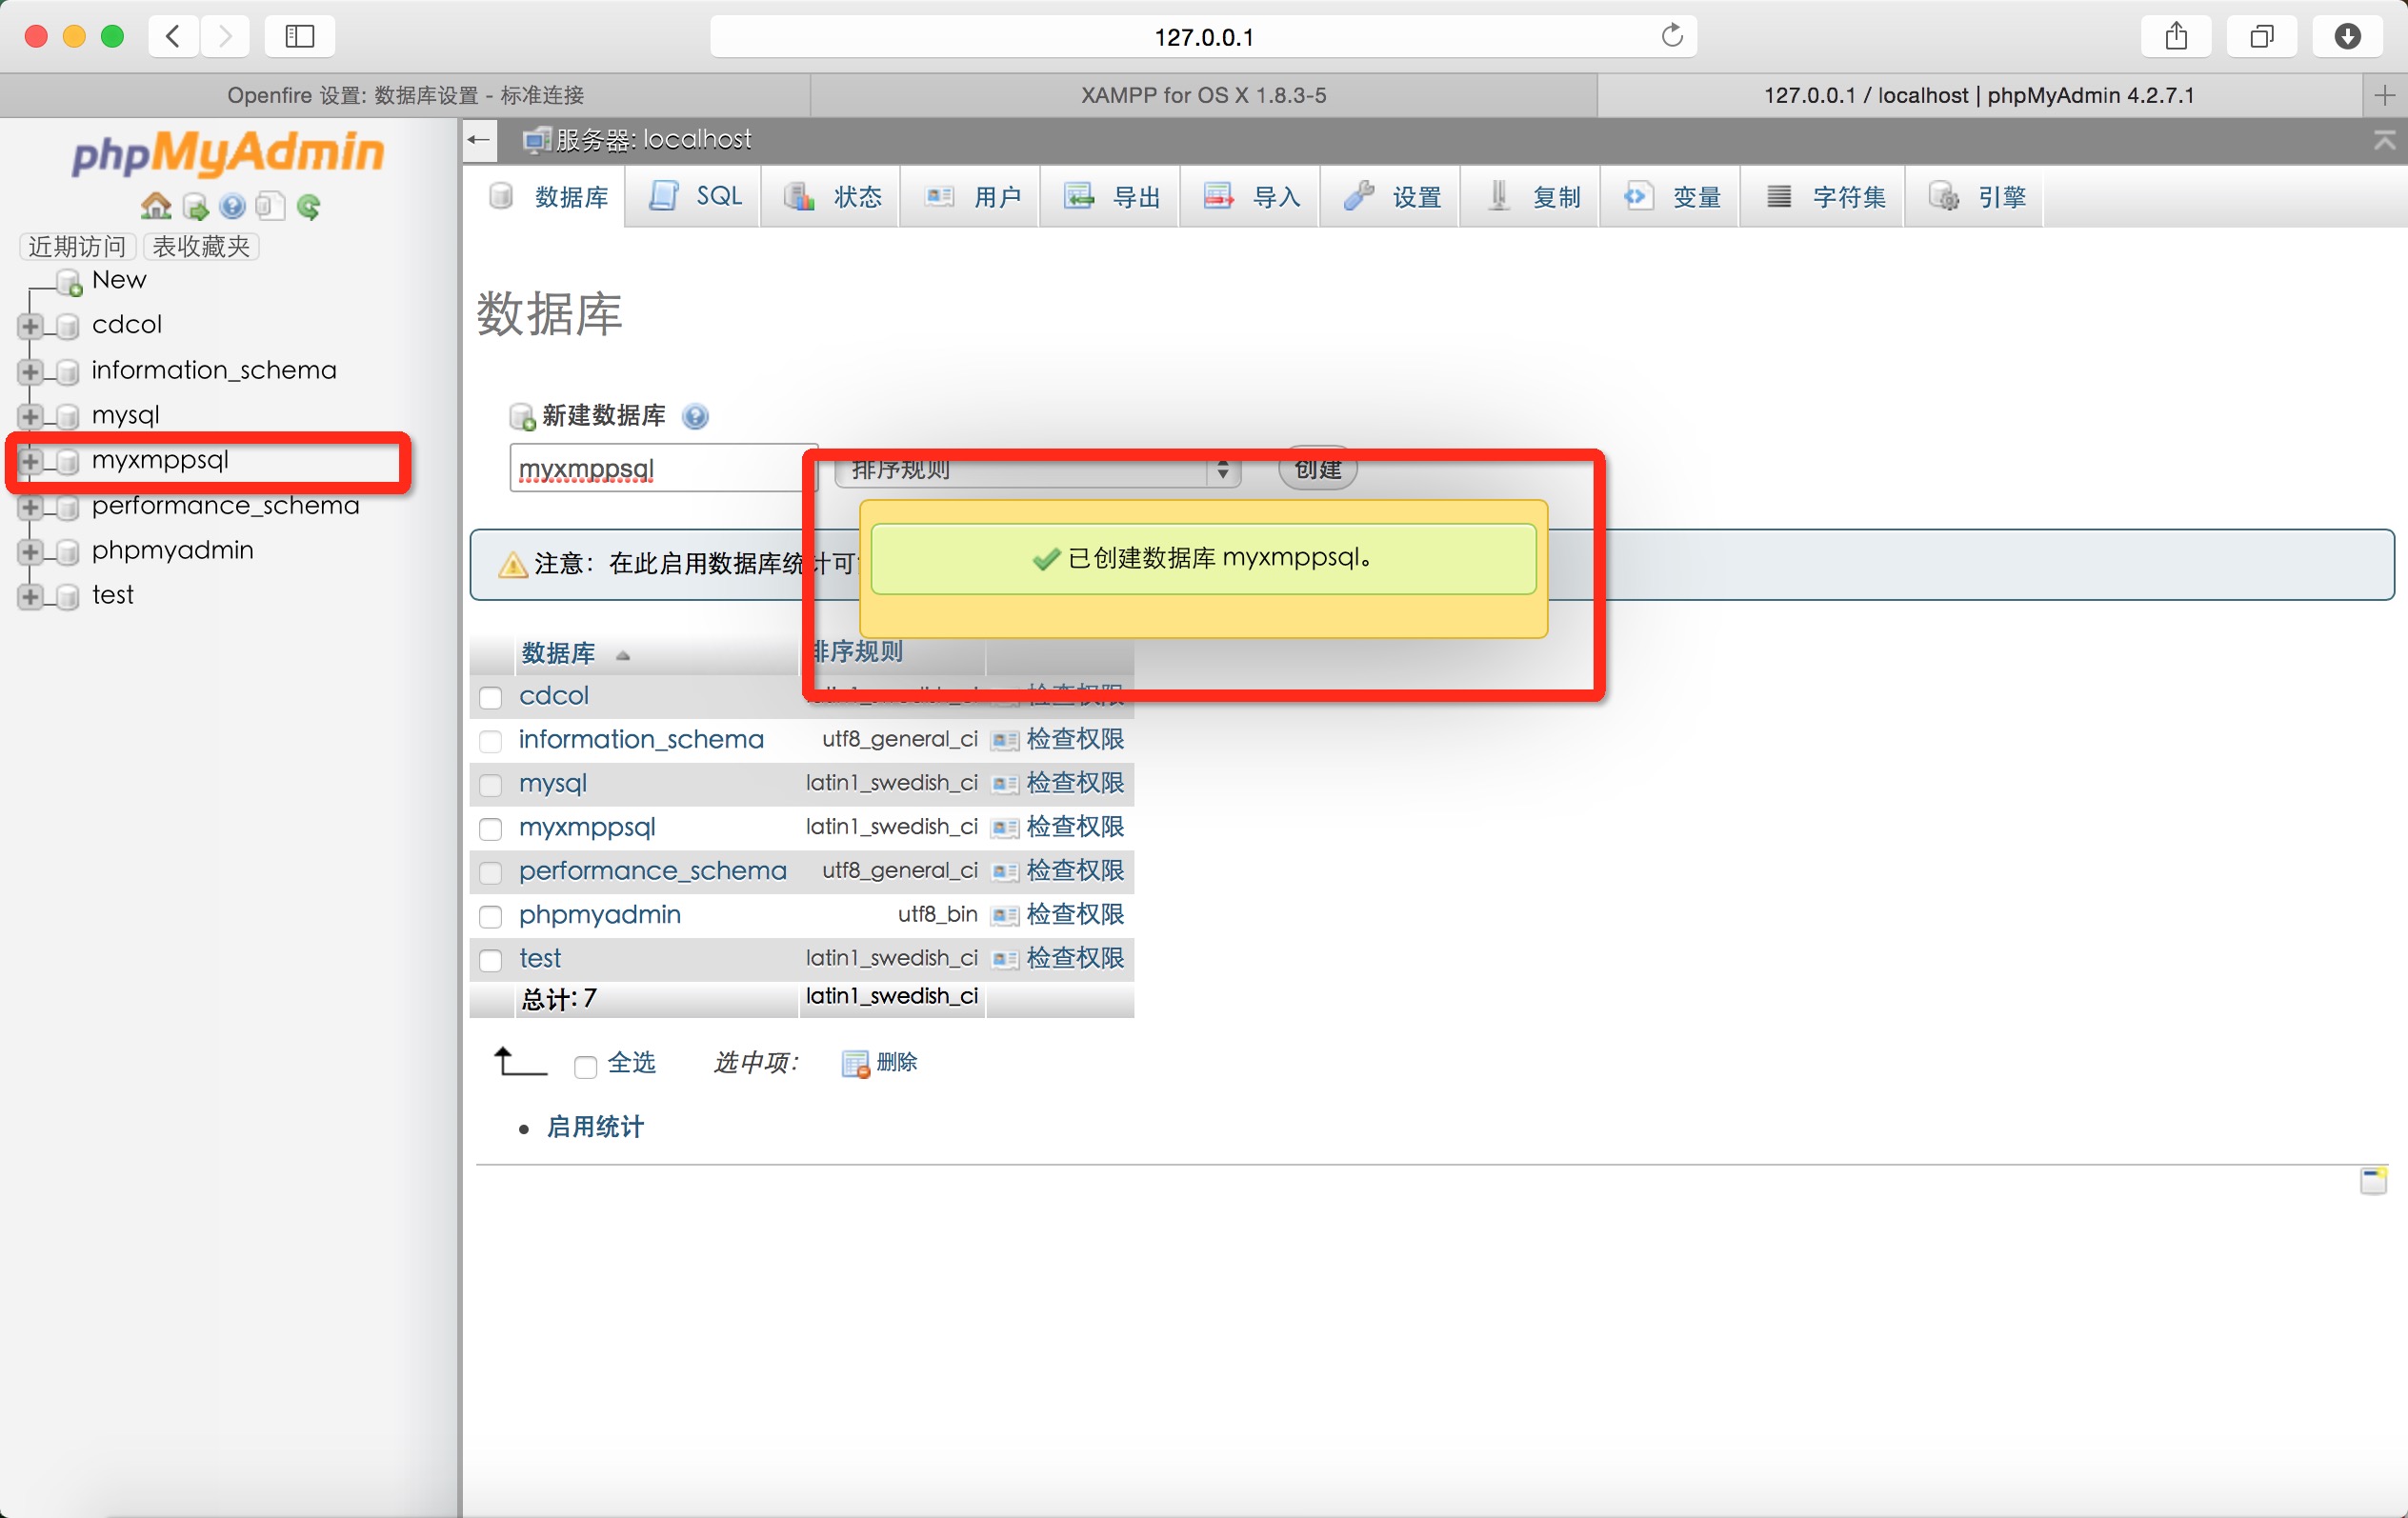 127.0.0.1
Openfire 设置: 数据库设置 - 标准连接
XAMPP for OS X 1.8.3-5
127.0.0.1 / localhost | phpMyAdmin 4.2.7.1
phpMyAdmin
近期访问 表收藏夹
New
cdcol
information_schema
mysql
myxmppsql
performance_schema
phpmyadmin
test
服务器: localhost
数据库 SQL 状态 用户 导出 导入 设置 复制 变量 字符集 引擎
数据库
新建数据库
myxmppsql 排序规则 创建
注意：在此启用数据库统计可
已创建数据库 myxmppsql。
数据库 排序规则
cdcol latin1_swedish_ci 检查权限
information_schema utf8_general_ci 检查权限
mysql latin1_swedish_ci 检查权限
myxmppsql latin1_swedish_ci 检查权限
performance_schema utf8_general_ci 检查权限
phpmyadmin utf8_bin 检查权限
test latin1_swedish_ci 检查权限
总计: 7 latin1_swedish_ci
全选 选中项: 删除
启用统计